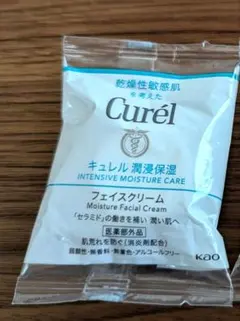 乾燥性敏感肌
を考えた
Curél
キュレル 潤浸保湿
INTENSIVE MOISTURE CARE
フェイスクリーム
Moisture Facial Cream
「セラミド」の働きを補い 潤い肌へ
医薬部外品
肌荒れを防ぐ（消炎剤配合）
弱酸性・無香料・無着色・アルコールフリー
Kao